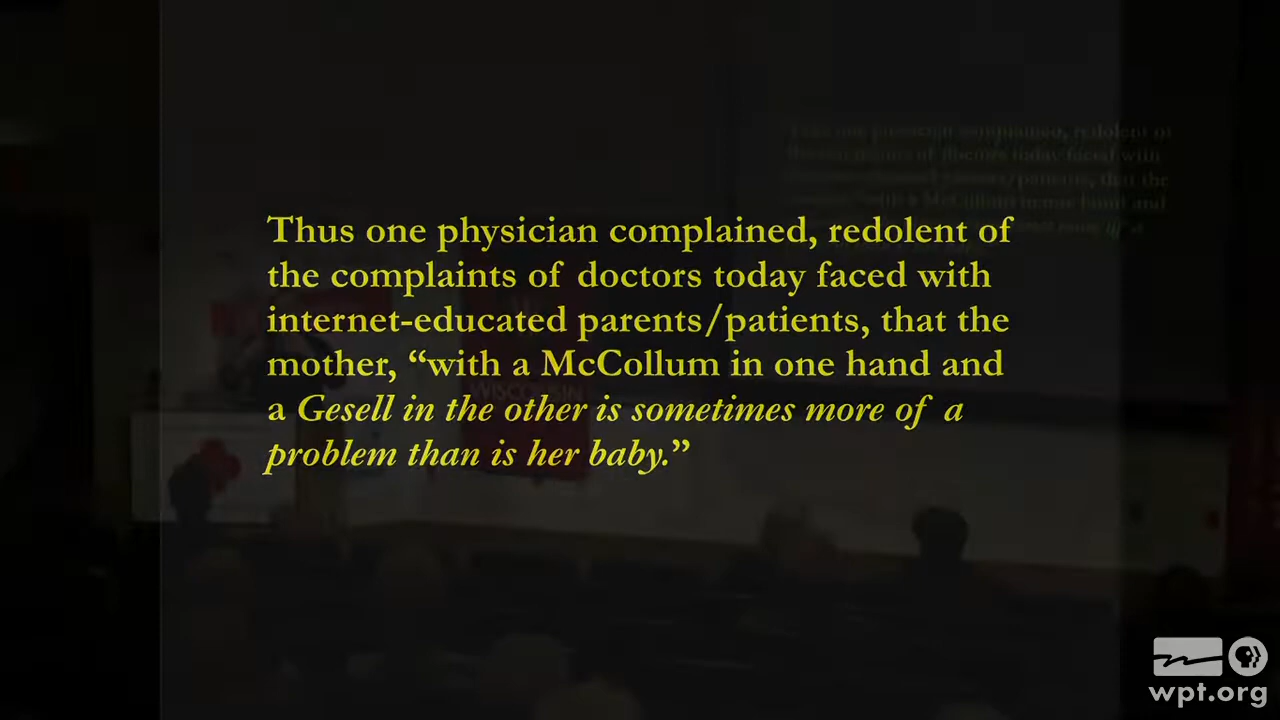 Thus one physician complained, redolent of
the complaints of doctors today faced with
internet-educated parents/patients, that the
mother, “with a McCollum in one hand and
a Gesell in the other is sometimes more of a
problem than is her baby.”
WISCONSIN
wpt.org